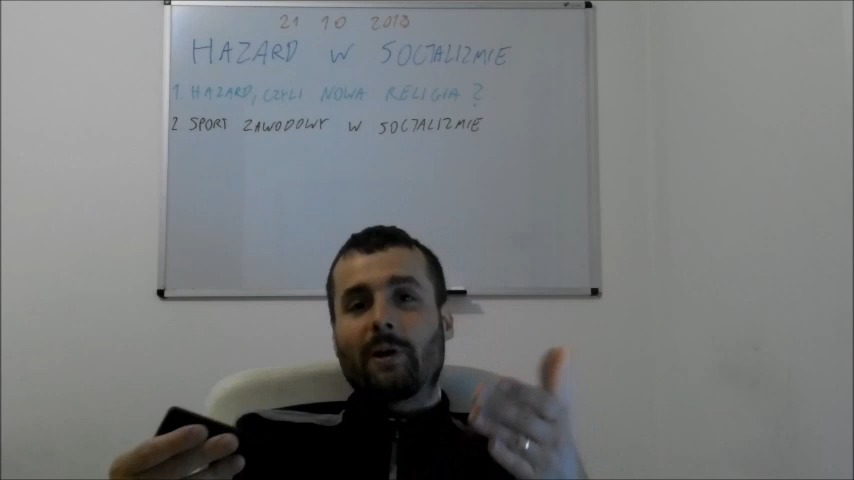 21 10 2013
HAZARD W SOCJALIZMIE
1. HAZARD, CZYLI NOWA RELIGIA?
2. SPORT ZAWODOWY W SOCJALIZMIE